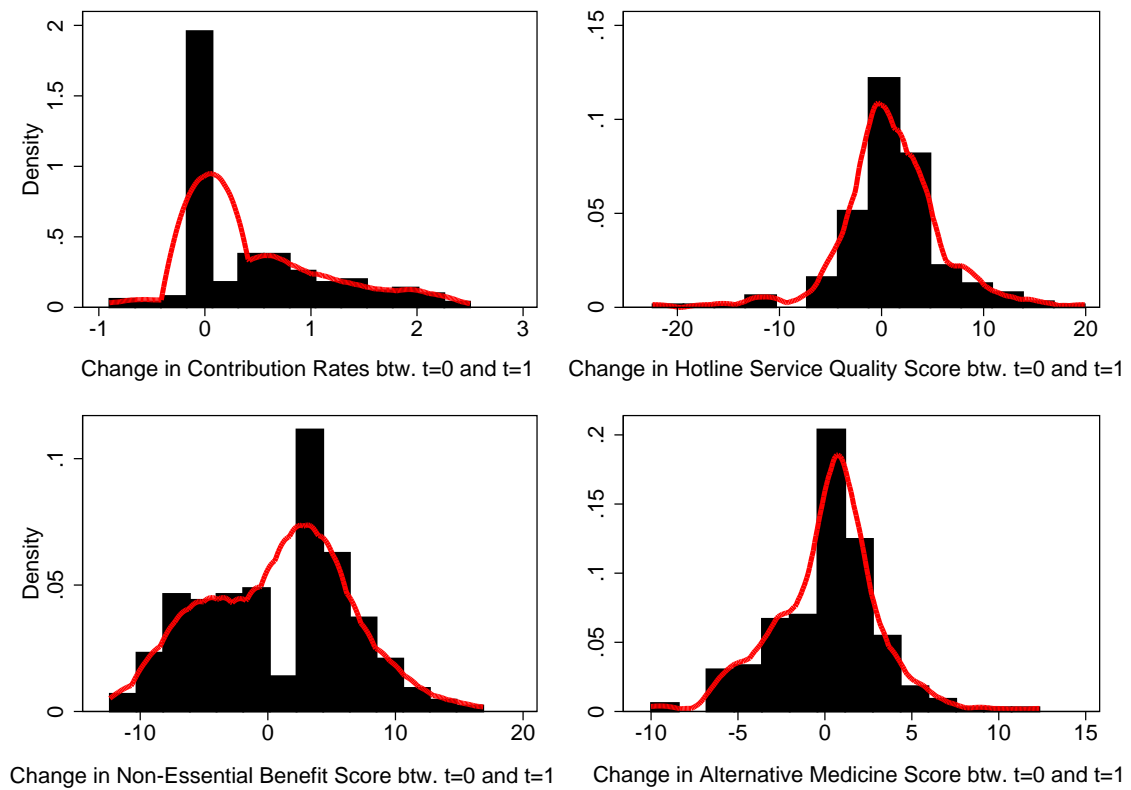 Density
0 .5 1 1.5 2
-1 0 1 2 3
Change in Contribution Rates btw. t=0 and t=1
0 .05 .1 .15
-20 -10 0 10 20
Change in Hotline Service Quality Score btw. t=0 and t=1
Density
0 .05 .1
-10 0 10 20
Change in Non-Essential Benefit Score btw. t=0 and t=1
0 .05 .1 .15 .2
-10 -5 0 5 10 15
Change in Alternative Medicine Score btw. t=0 and t=1